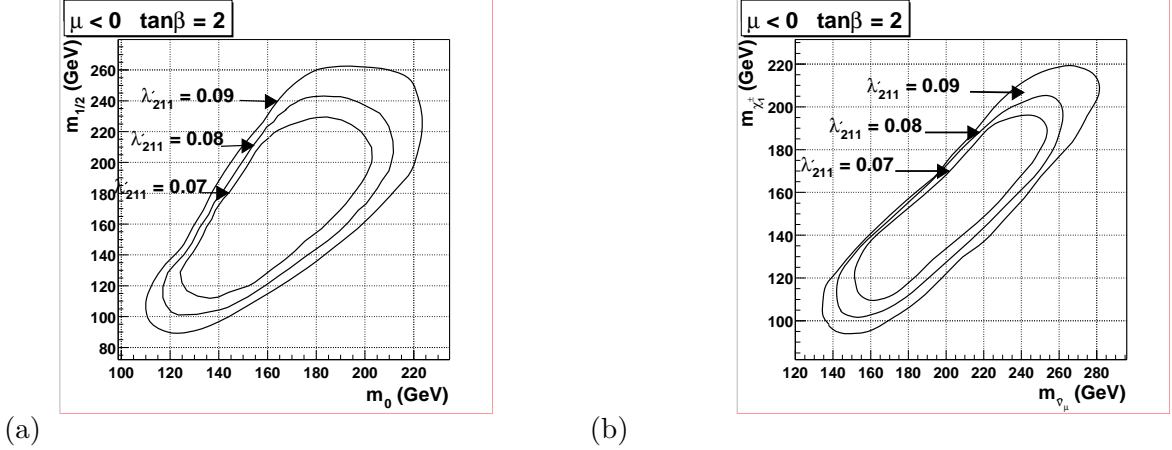 μ < 0 tanβ = 2
m1/2 (GeV)
260
240
220
200
180
160
140
120
100
80
λ′211 = 0.09
λ′211 = 0.08
λ′211 = 0.07
100 120 140 160 180 200 220
m0 (GeV)
(a)
μ < 0 tanβ = 2
mχ̃1± (GeV)
220
200
180
160
140
120
100
λ′211 = 0.09
λ′211 = 0.08
λ′211 = 0.07
120 140 160 180 200 220 240 260 280
mν̃μ (GeV)
(b)